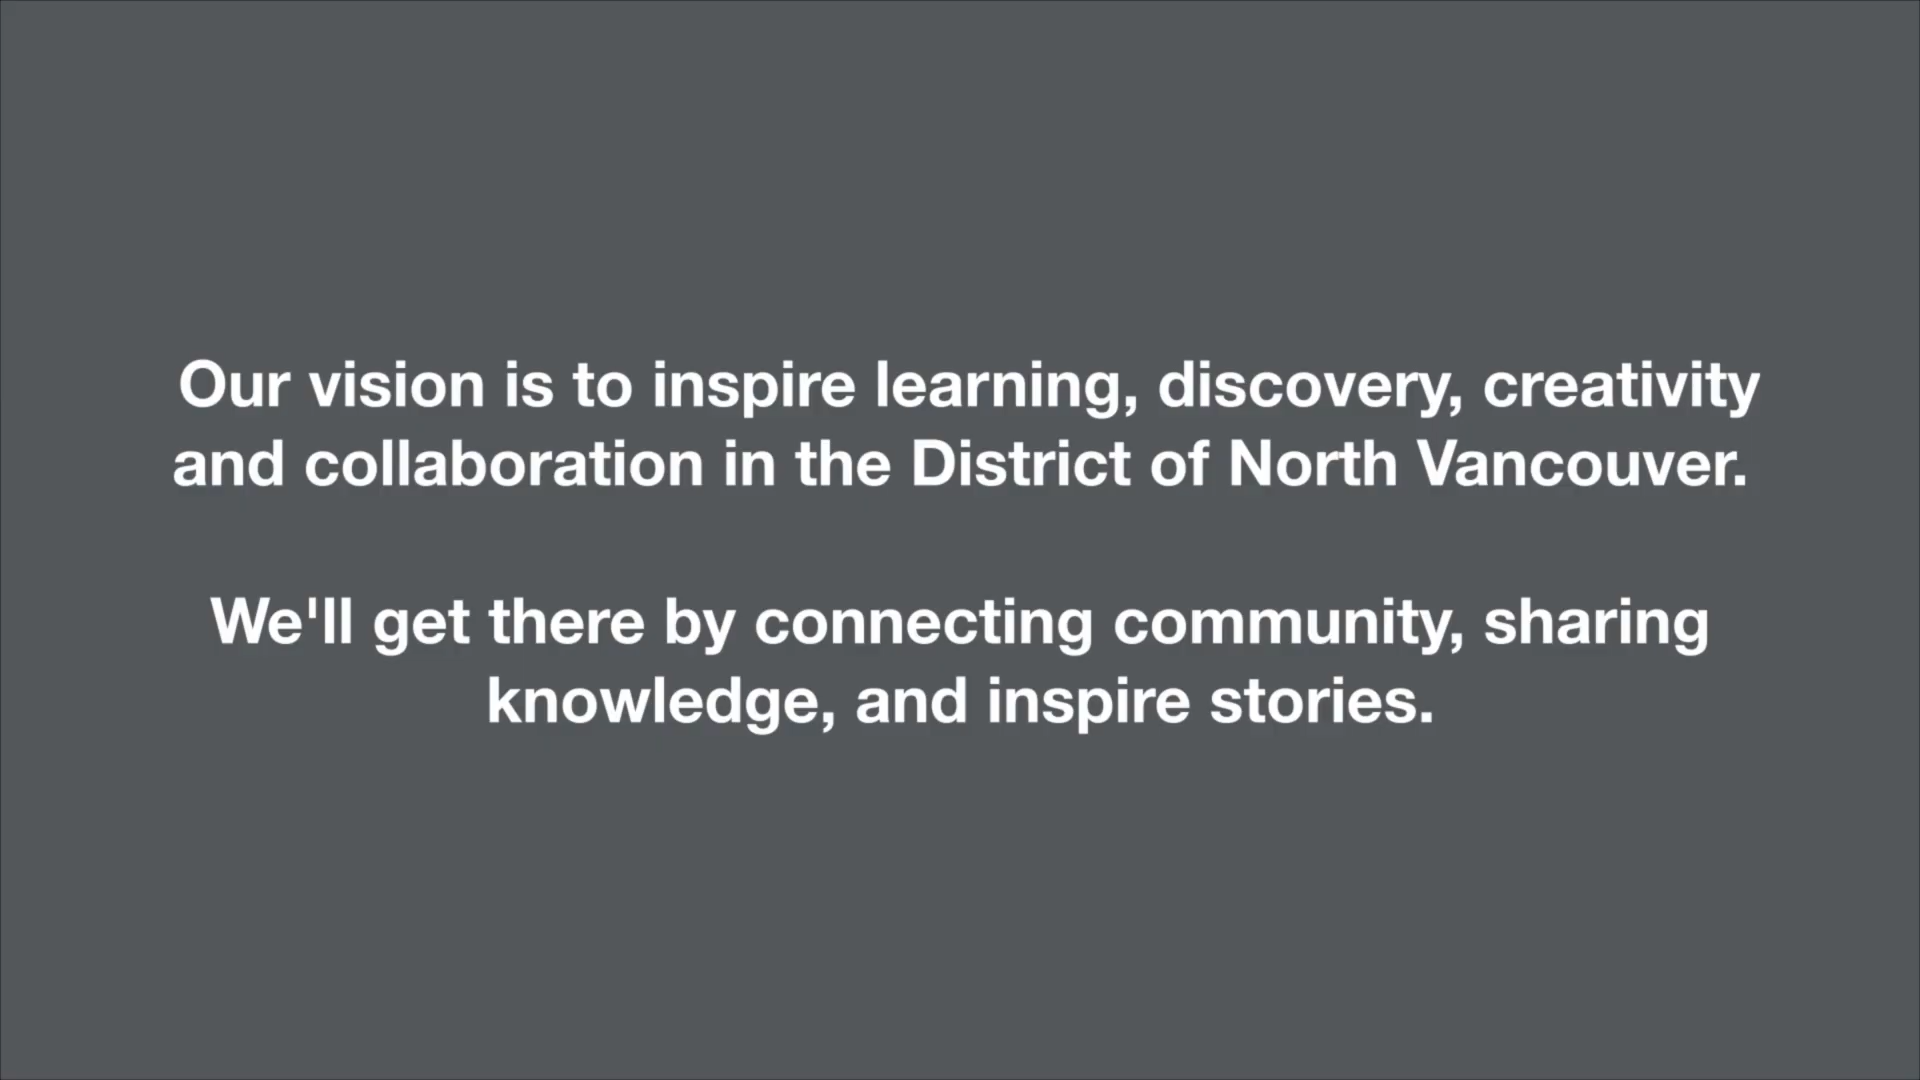 Our vision is to inspire learning, discovery, creativity
and collaboration in the District of North Vancouver.
We'll get there by connecting community, sharing
knowledge, and inspire stories.